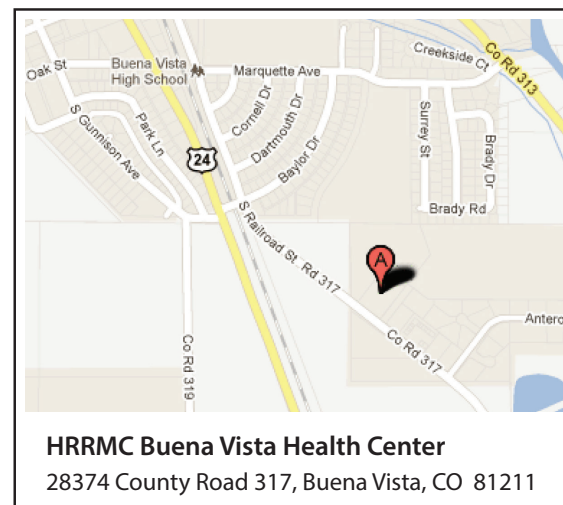 Creekside Ct
Co Rd 313
Buena Vista
High School
Marquette Ave
Oak St
S Gunnison Ave
Park Ln
Cornell Dr
Dartmouth Dr
Baylor Dr
Surrey St
Brady Dr
24
Brady Rd
S Railroad St
Rd 317
A
Co Rd 319
Co Rd 317
Antero
HRRMC Buena Vista Health Center
28374 County Road 317, Buena Vista, CO 81211